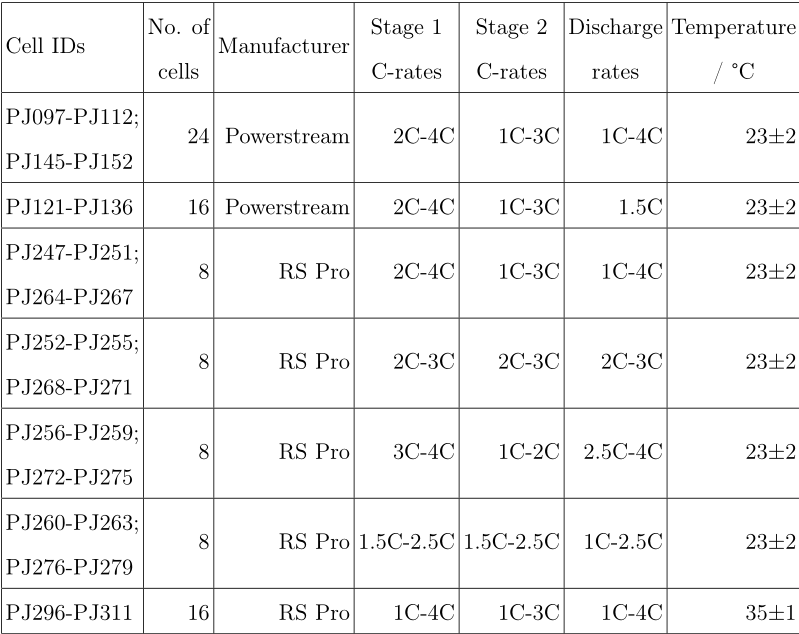 Cell IDs No. of cells Manufacturer Stage 1 C-rates Stage 2 C-rates Discharge rates Temperature / °C
PJ097-PJ112; PJ145-PJ152 24 Powerstream 2C-4C 1C-3C 1C-4C 23±2
PJ121-PJ136 16 Powerstream 2C-4C 1C-3C 1.5C 23±2
PJ247-PJ251; PJ264-PJ267 8 RS Pro 2C-4C 1C-3C 1C-4C 23±2
PJ252-PJ255; PJ268-PJ271 8 RS Pro 2C-3C 2C-3C 2C-3C 23±2
PJ256-PJ259; PJ272-PJ275 8 RS Pro 3C-4C 1C-2C 2.5C-4C 23±2
PJ260-PJ263; PJ276-PJ279 8 RS Pro 1.5C-2.5C 1.5C-2.5C 1C-2.5C 23±2
PJ296-PJ311 16 RS Pro 1C-4C 1C-3C 1C-4C 35±1